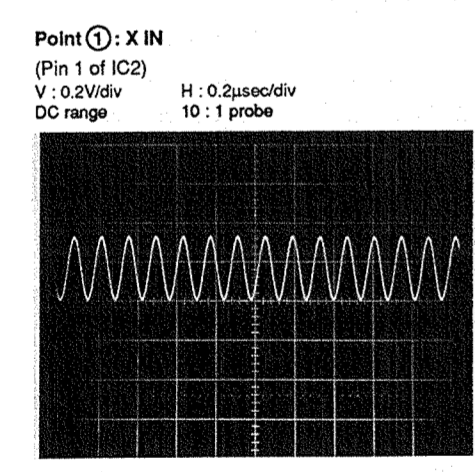 Point ① : X IN
(Pin 1 of IC2)
V : 0.2V/div H : 0.2µsec/div
DC range 10 : 1 probe